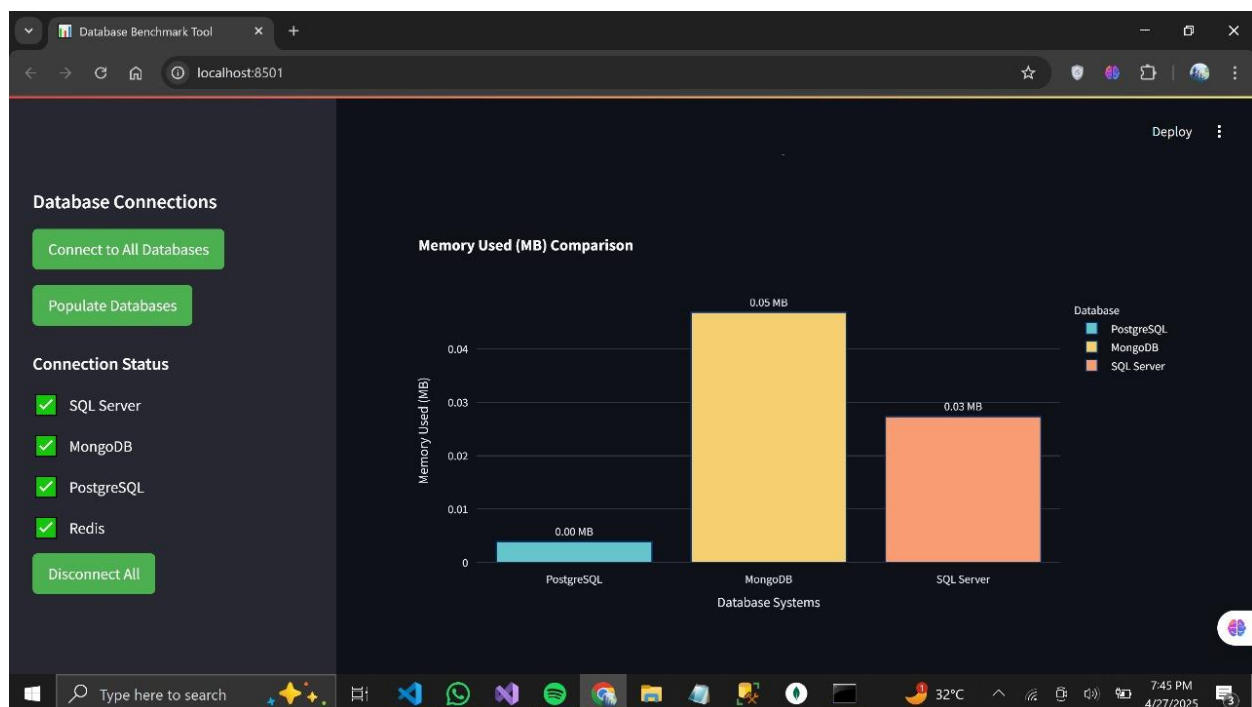 Database Benchmark Tool
localhost:8501
Deploy
Database Connections
Connect to All Databases
Populate Databases
Connection Status
SQL Server
MongoDB
PostgreSQL
Redis
Disconnect All
Memory Used (MB) Comparison
Memory Used (MB)
0.04
0.03
0.02
0.01
0
0.00 MB
0.05 MB
0.03 MB
PostgreSQL
MongoDB
SQL Server
Database Systems
Database
PostgreSQL
MongoDB
SQL Server
Type here to search
32°C
7:45 PM
4/27/2025
3